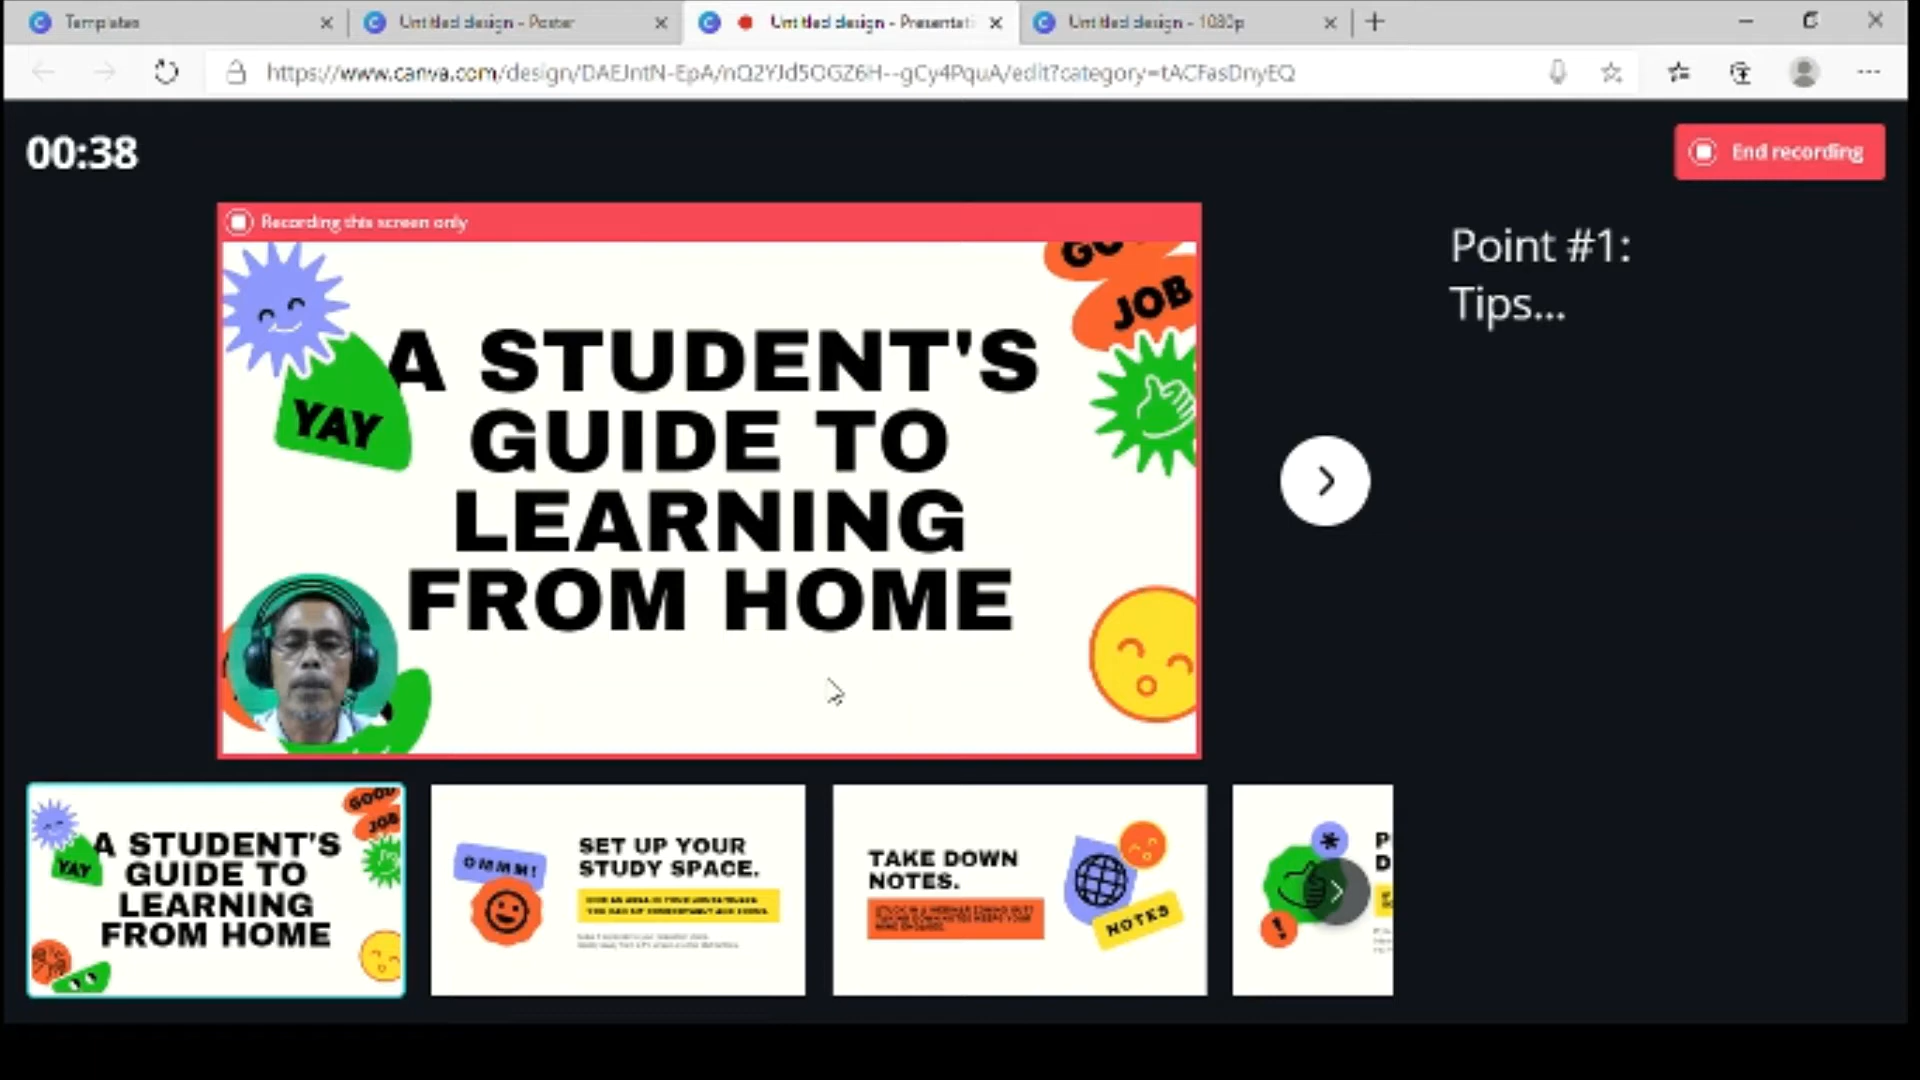 Templates
Untitled design - Poster
Untitled design - Presentati
Untitled design - 1080p
https://www.canva.com/design/DAEJntN-EpA/nQ2YJd5OGZ6H--gCy4PquA/edit?category=tACFasDnyEQ
00:38
End recording
Recording this screen only
GO
JOB
YAY
A STUDENT'S
GUIDE TO
LEARNING
FROM HOME
Point #1:
Tips...
GOOD
JOB
YAY
A STUDENT'S
GUIDE TO
LEARNING
FROM HOME
OMMM!
SET UP YOUR
STUDY SPACE.
TAKE DOWN
NOTES.
NOTES
P
D